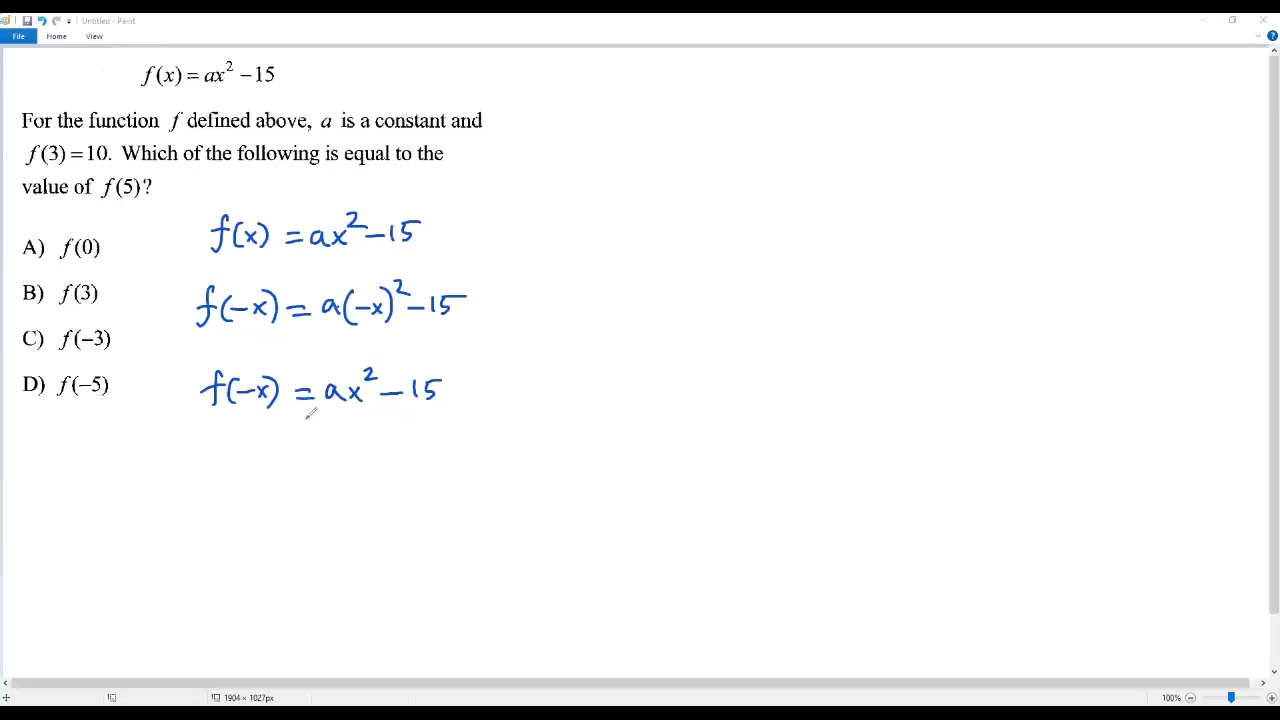 Untitled - Paint
File Home View
f(x) = ax² − 15
For the function f defined above, a is a constant and
f(3) = 10. Which of the following is equal to the
value of f(5)?
A) f(0)
B) f(3)
C) f(−3)
D) f(−5)
f(x) = ax² − 15
f(−x) = a(−x)² − 15
f(−x) = ax² − 15
1904 × 1027px
100%